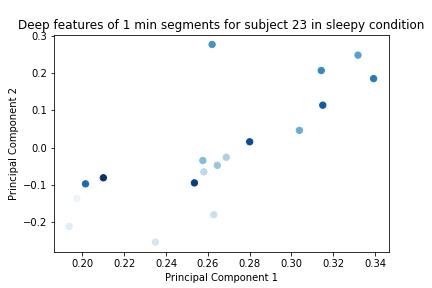 Deep features of 1 min segments for subject 23 in sleepy condition
0.3
0.2
0.1
0.0
−0.1
−0.2
Principal Component 2
0.20 0.22 0.24 0.26 0.28 0.30 0.32 0.34
Principal Component 1